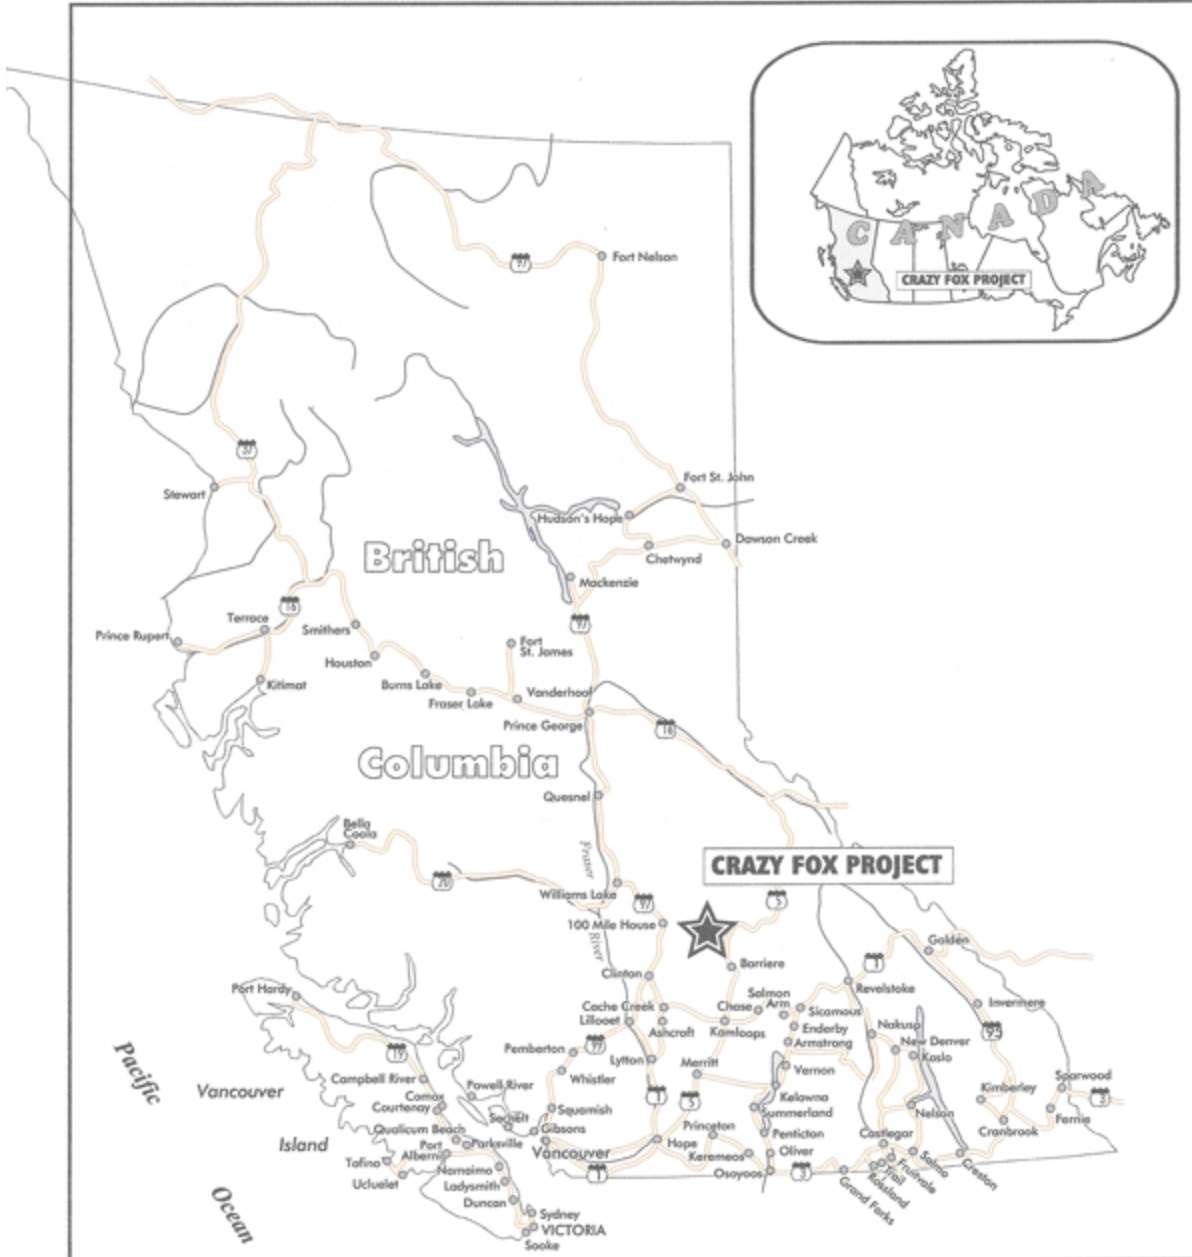 CANADA
CRAZY FOX PROJECT
97
Fort Nelson
37
Stewart
Fort St. John
Hudson's Hope
Dawson Creek
Chetwynd
British
Mackenzie
16
97
Terrace
Smithers
Prince Rupert
Fort
St. James
Houston
Kitimat
Burns Lake
Fraser Lake
Vanderhoof
Prince George
16
Columbia
Quesnel
Bella
Coola
Fraser
River
CRAZY FOX PROJECT
20
Williams Lake
97
5
100 Mile House
Golden
Barriere
1
Clinton
Revelstoke
Port Hardy
Cache Creek
Chase
Salmon
Arm
Sicamous
Invermere
Lillooet
Ashcroft
Kamloops
Enderby
Nakusp
95
Armstrong
New Denver
Kaslo
19
Pemberton
99
Lytton
Merritt
Vernon
Pacific
Vancouver
Campbell River
Whistler
Kimberley
Sparwood
Powell River
1
5
Kelowna
3
Comox
Courtenay
Squamish
Summerland
Nelson
Fernie
Sechelt
Gibsons
Princeton
Cranbrook
Qualicum Beach
Island
Port
Alberni
Parksville
Vancouver
Hope
Penticton
Castlegar
Keremeos
Oliver
Salmo
Creston
Tofino
Nanaimo
1
Osoyoos
3
Fruitvale
Trail
Rossland
Grand Forks
Ucluelet
Ladysmith
Duncan
Ocean
Sydney
VICTORIA
Sooke